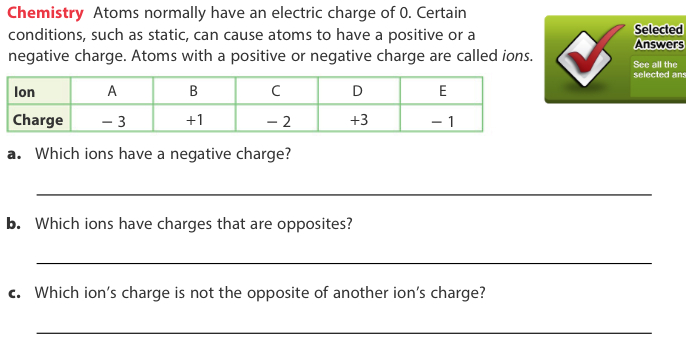 Chemistry Atoms normally have an electric charge of 0. Certain
conditions, such as static, can cause atoms to have a positive or a
negative charge. Atoms with a positive or negative charge are called ions.
Selected
Answers
See all the
selected
Ion A B C D E
Charge – 3 +1 – 2 +3 – 1
a. Which ions have a negative charge?
b. Which ions have charges that are opposites?
c. Which ion's charge is not the opposite of another ion's charge?